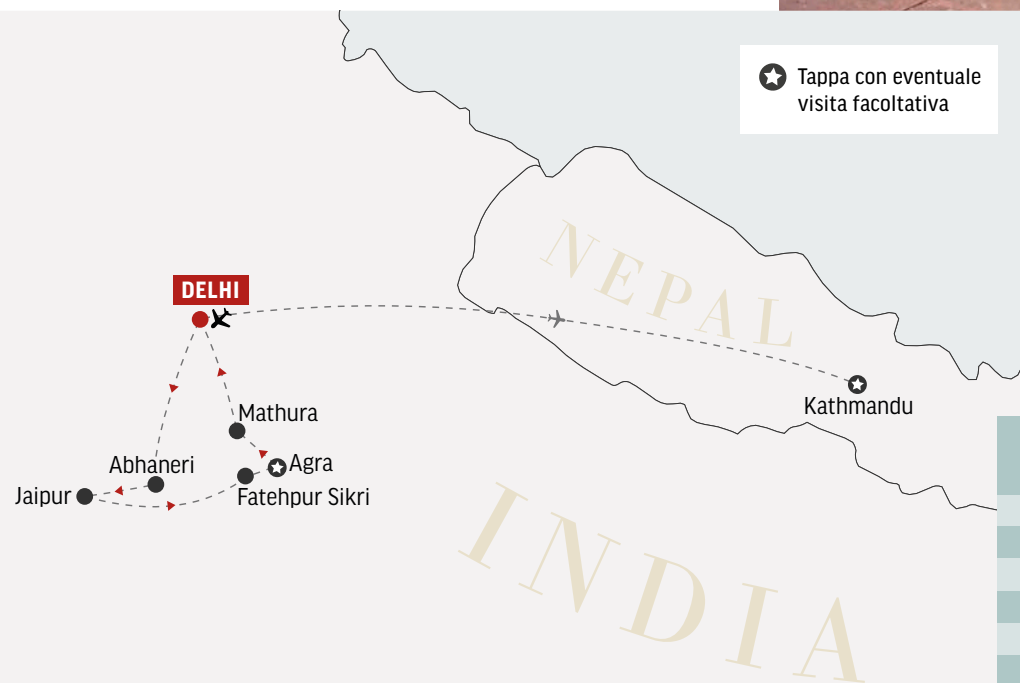 Tappa con eventuale
visita facoltativa
NEPAL
DELHI
Kathmandu
Mathura
Abhaneri
Agra
Jaipur
Fatehpur Sikri
INDIA